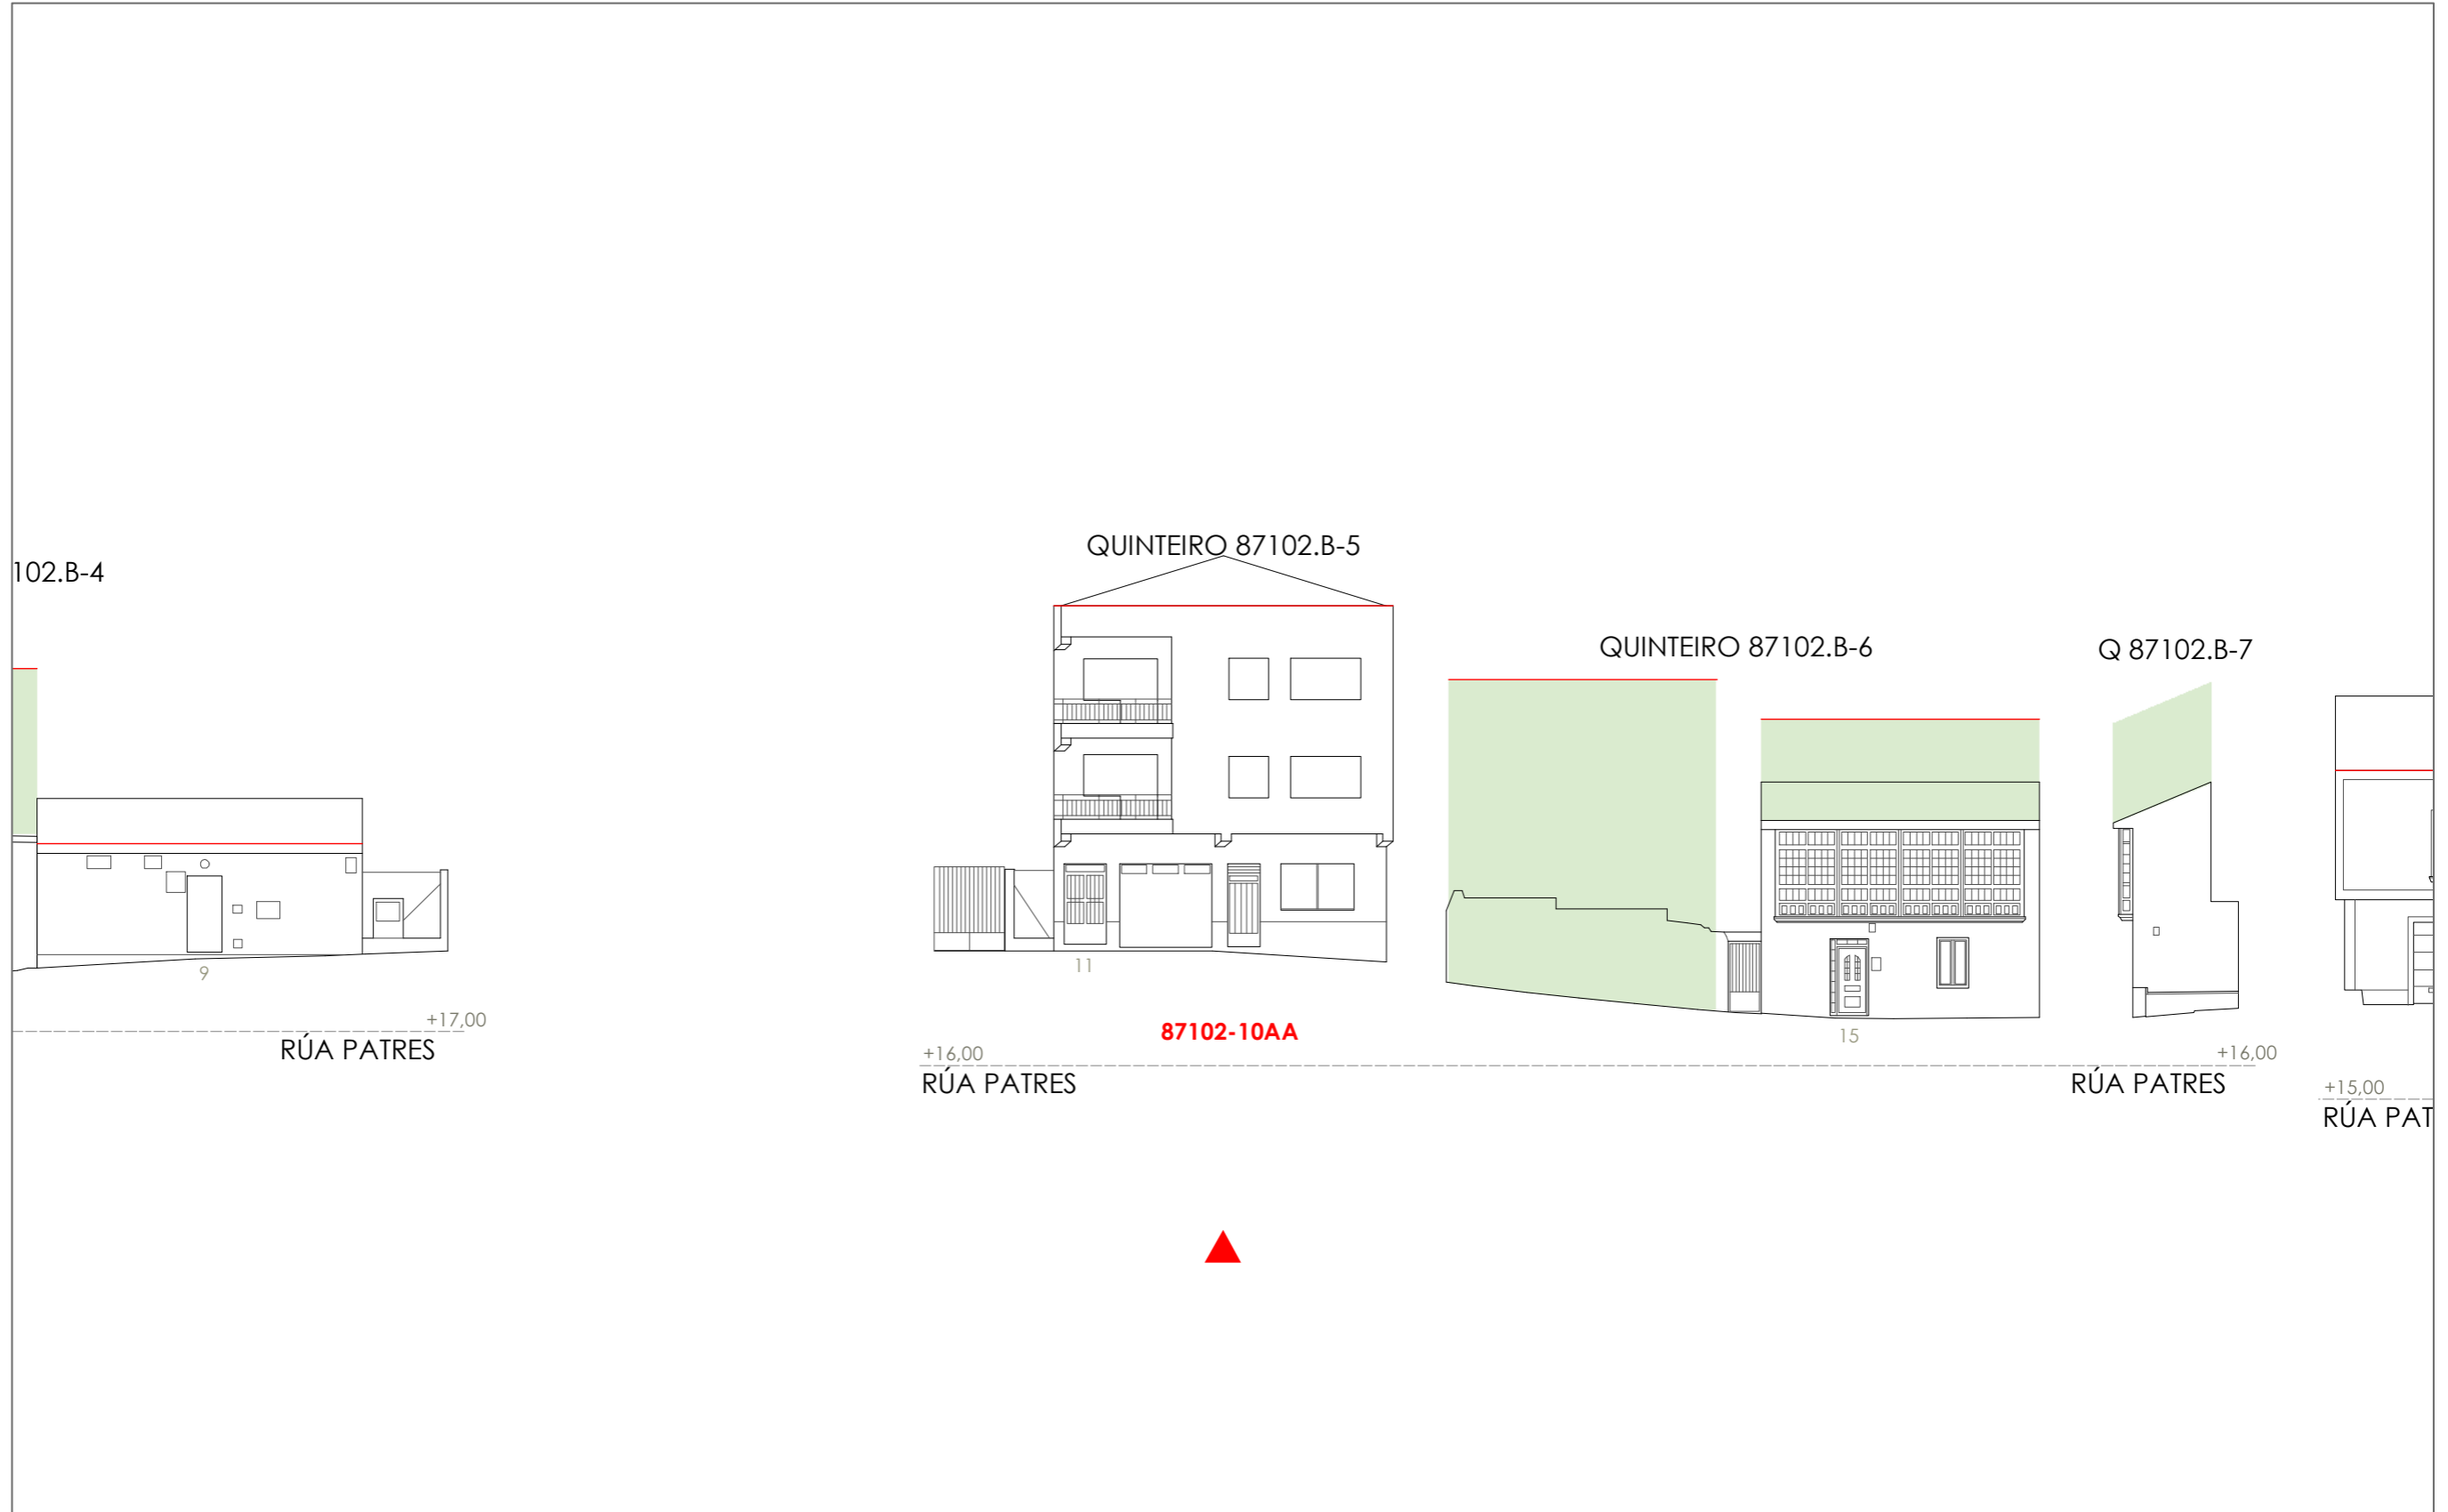 102.B-4
QUINTEIRO 87102.B-5
QUINTEIRO 87102.B-6
Q 87102.B-7
9
11
15
+17,00
RÚA PATRES
87102-10AA
+16,00
RÚA PATRES
+16,00
RÚA PATRES
+15,00
RÚA PAT